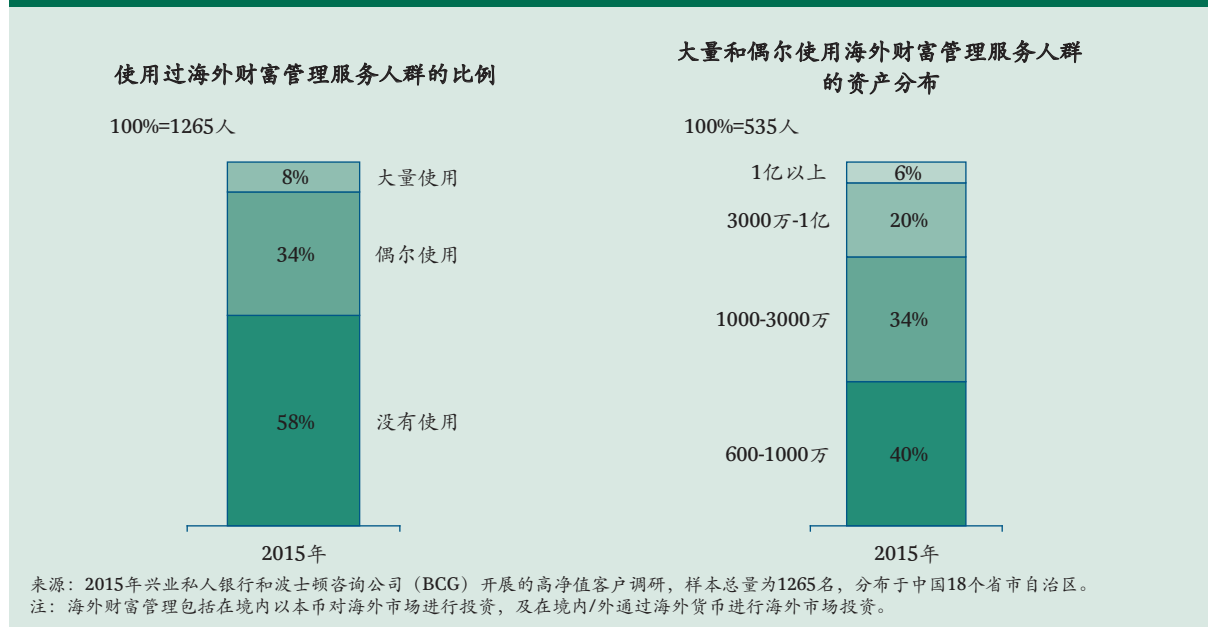 使用过海外财富管理服务人群的比例
100%=1265人
8%
大量使用
34%
偶尔使用
58%
没有使用
2015年
大量和偶尔使用海外财富管理服务人群
的资产分布
100%=535人
1亿以上
6%
3000万-1亿
20%
1000-3000万
34%
600-1000万
40%
2015年
来源：2015年兴业私人银行和波士顿咨询公司（BCG）开展的高净值客户调研，样本总量为1265名，分布于中国18个省市自治区。
注：海外财富管理包括在境内以本币对海外市场进行投资，及在境内/外通过海外货币进行海外市场投资。